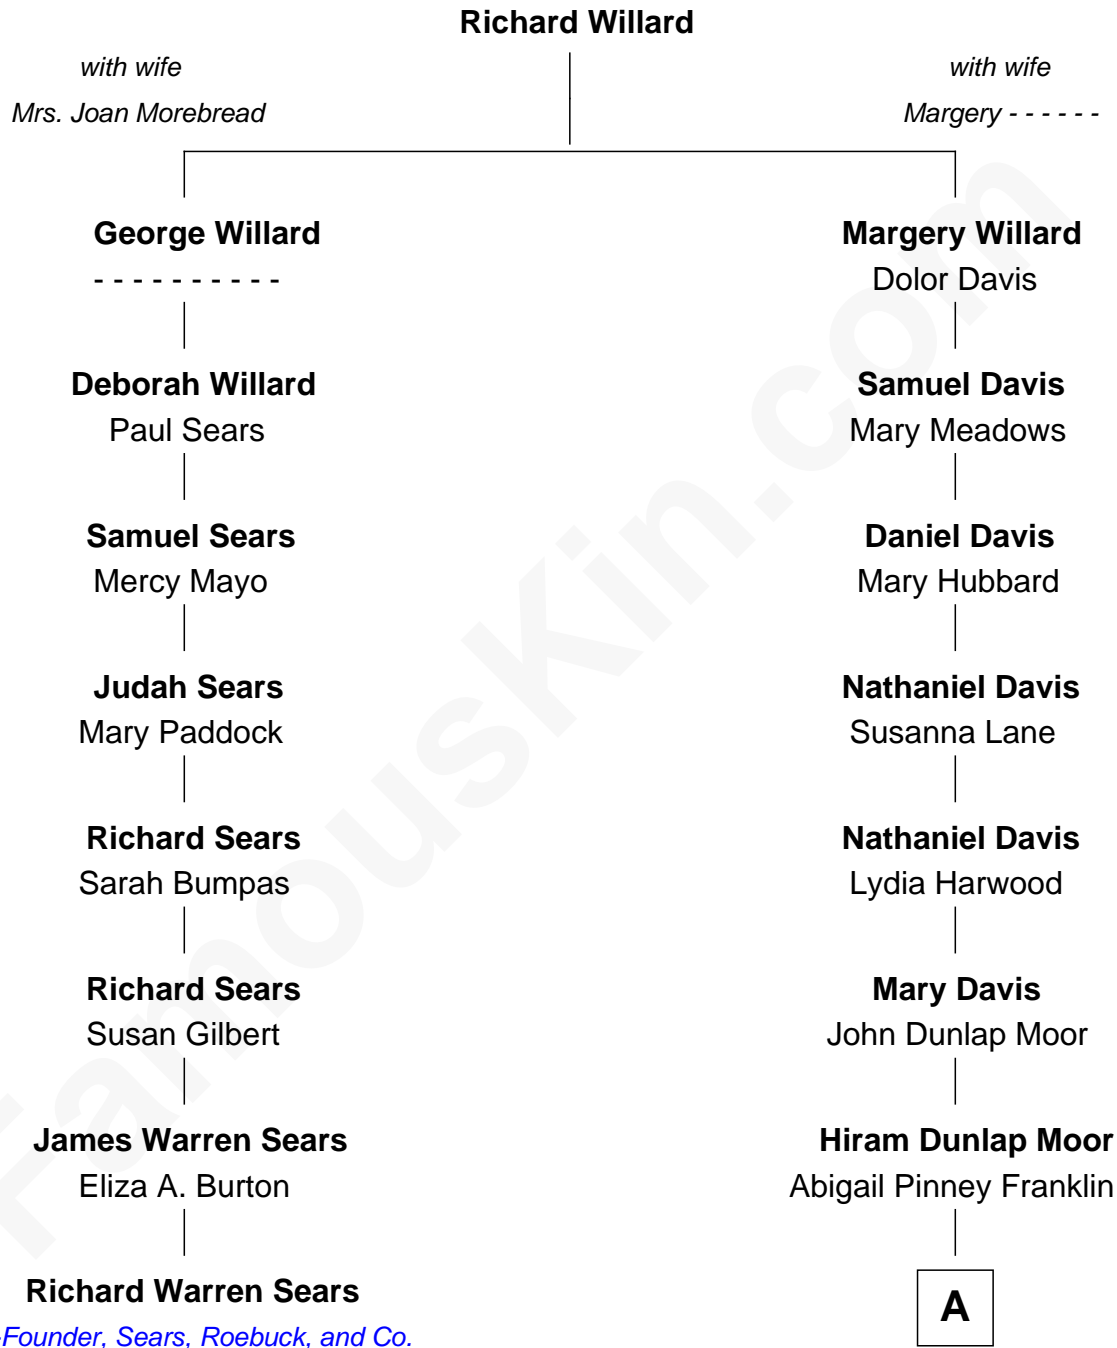 Richard Willard
with wife
Mrs. Joan Morebread
with wife
Margery - - - - - -
George Willard
- - - - - - - - - -
Margery Willard
Dolor Davis
Deborah Willard
Paul Sears
Samuel Davis
Mary Meadows
Samuel Sears
Mercy Mayo
Daniel Davis
Mary Hubbard
Judah Sears
Mary Paddock
Nathaniel Davis
Susanna Lane
Richard Sears
Sarah Bumpas
Nathaniel Davis
Lydia Harwood
Richard Sears
Susan Gilbert
Mary Davis
John Dunlap Moor
James Warren Sears
Eliza A. Burton
Hiram Dunlap Moor
Abigail Pinney Franklin
Richard Warren Sears
-Founder, Sears, Roebuck, and Co.
A
FamousKin.com